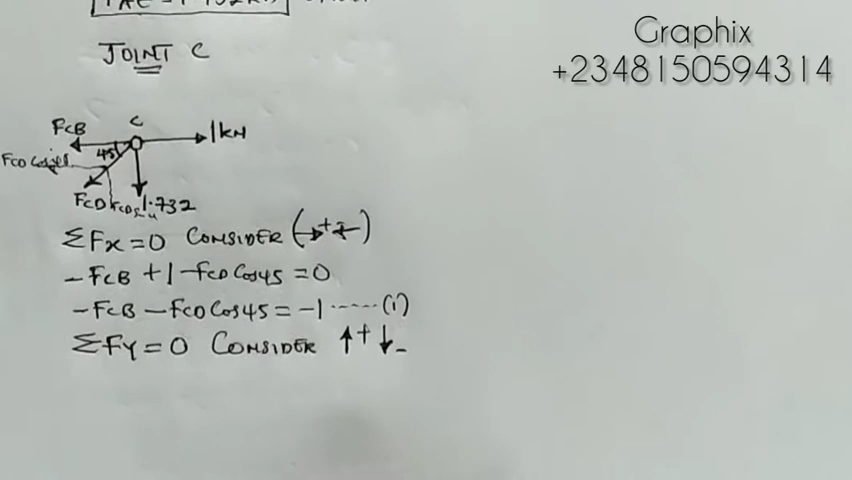 Graphix
+2348150594314
JOINT C
C
FCB
1KN
45
FCD Cos45
FCD
1.732
ΣFx=0 CONSIDER (→+ ←-)
-FCB +1 -FCD Cos45 =0
-FCB -FCD Cos45 = -1 ...... (1)
ΣFY=0 CONSIDER ↑+ ↓-